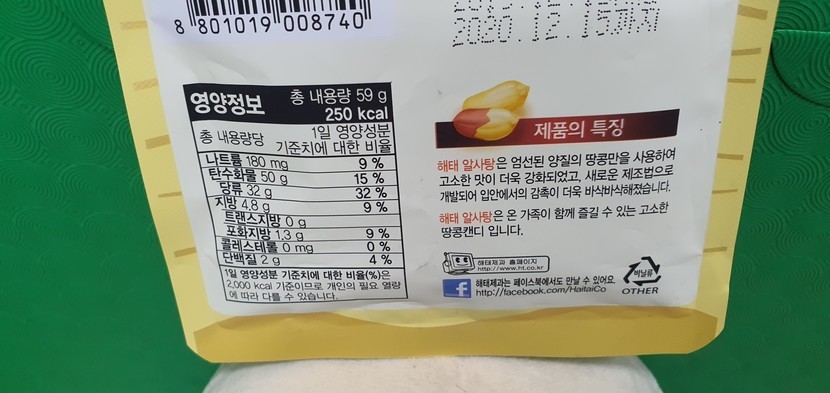 8 801019 008740
2020.12.15까지
영양정보
총 내용량 59 g
250 kcal
총 내용량당
1일 영양성분
기준치에 대한 비율
나트륨 180 mg 9 %
탄수화물 50 g 15 %
당류 32 g 32 %
지방 4.8 g 9 %
트랜스지방 0 g
포화지방 1.3 g 9 %
콜레스테롤 0 mg 0 %
단백질 2 g 4 %
1일 영양성분 기준치에 대한 비율(%)은
2,000 kcal 기준이므로 개인의 필요 열량
에 따라 다를 수 있습니다.
제품의 특징
해태 알사탕은 엄선된 양질의 땅콩만을 사용하여
고소한 맛이 더욱 강화되었고, 새로운 제조법으로
개발되어 입안에서의 감촉이 더욱 바삭바삭해졌습니다.
해태 알사탕은 온 가족이 함께 즐길 수 있는 고소한
땅콩캔디 입니다.
해태제과 홈페이지
http://www.ht.co.kr
f
해태제과는 페이스북에서도 만날 수 있어요.
http://facebook.com/HaitaiCo
비닐류
OTHER